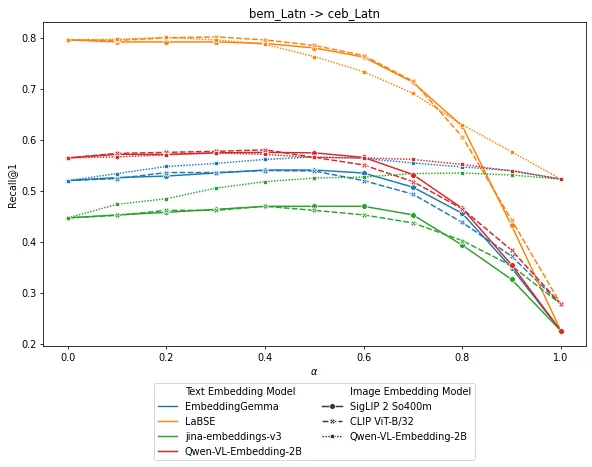 bem_Latn -> ceb_Latn
Recall@1
0.8
0.7
0.6
0.5
0.4
0.3
0.2
0.0 0.2 0.4 0.6 0.8 1.0
α
Text Embedding Model Image Embedding Model
EmbeddingGemma SigLIP 2 So400m
LaBSE CLIP ViT-B/32
jina-embeddings-v3 Qwen-VL-Embedding-2B
Qwen-VL-Embedding-2B